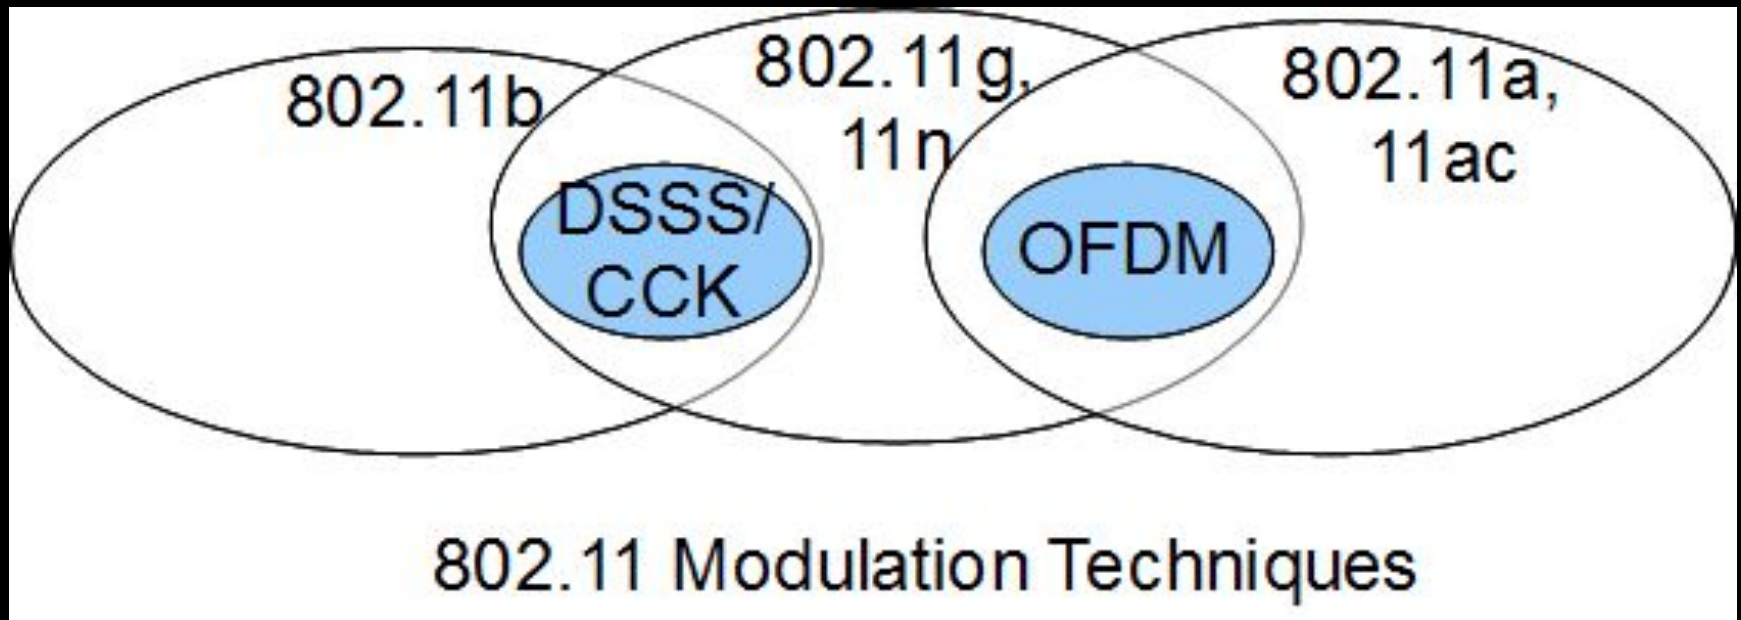 802.11b
802.11g,
11n
802.11a,
11ac
DSSS/
CCK
OFDM
802.11 Modulation Techniques